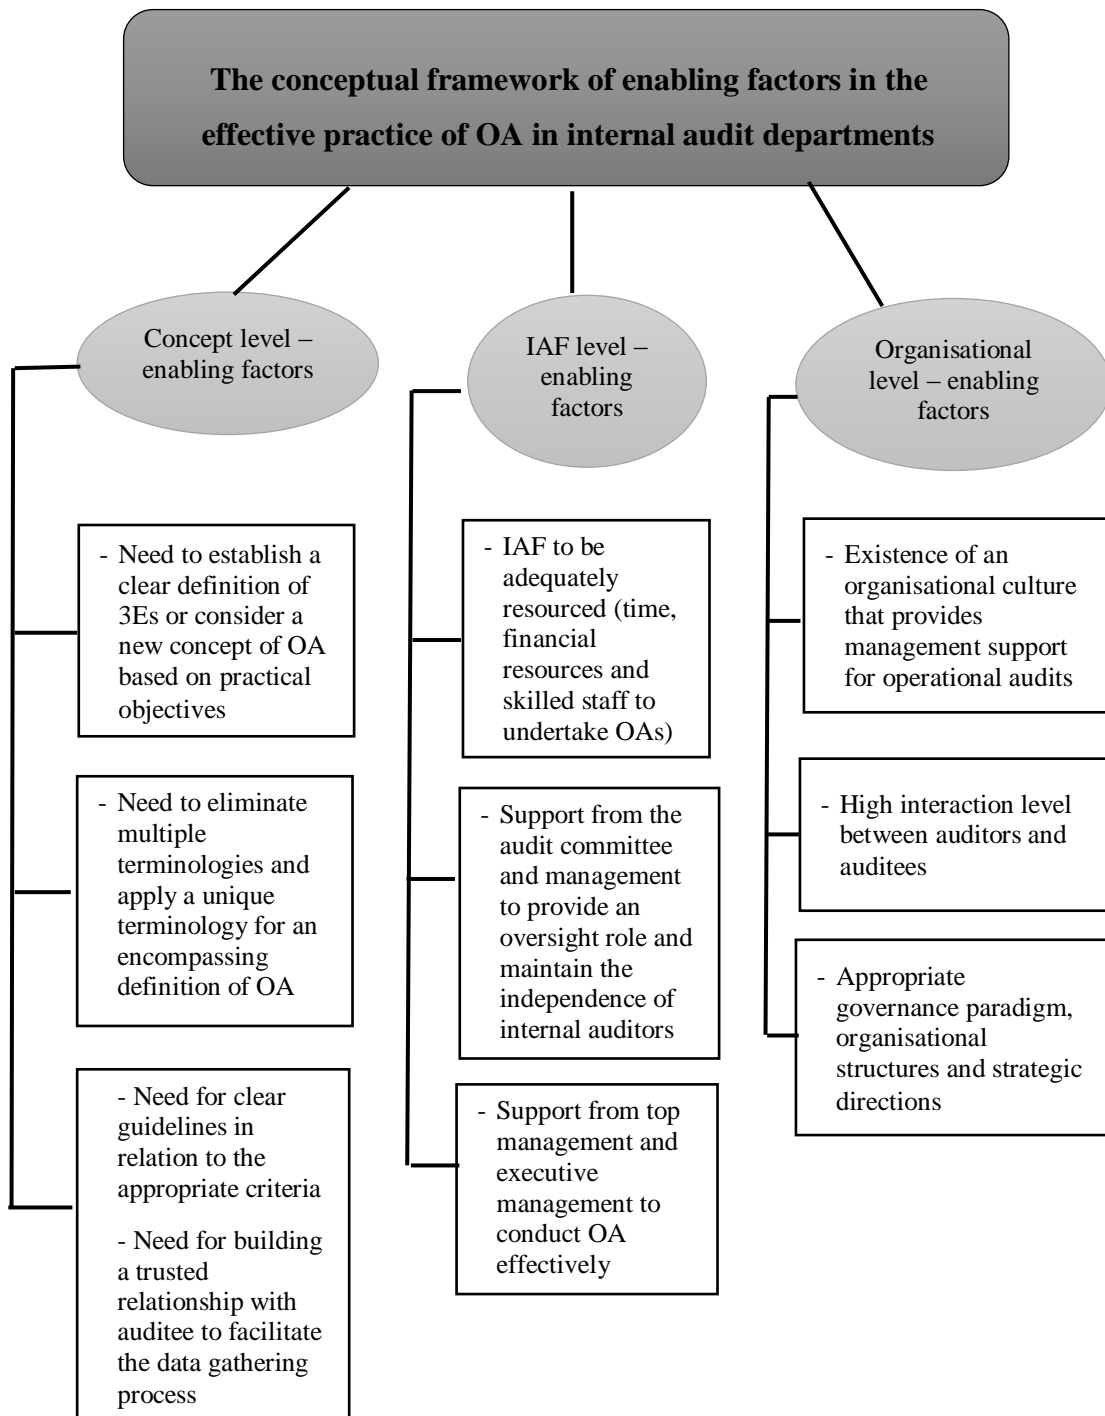 The conceptual framework of enabling factors in the
effective practice of OA in internal audit departments
Concept level –
enabling factors
IAF level –
enabling
factors
Organisational
level – enabling
factors
- Need to establish a
clear definition of
3Es or consider a
new concept of OA
based on practical
objectives
- Need to eliminate
multiple
terminologies and
apply a unique
terminology for an
encompassing
definition of OA
- Need for clear
guidelines in
relation to the
appropriate criteria
- Need for building
a trusted
relationship with
auditee to facilitate
the data gathering
process
- IAF to be
adequately
resourced (time,
financial
resources and
skilled staff to
undertake OAs)
- Support from the
audit committee
and management
to provide an
oversight role and
maintain the
independence of
internal auditors
- Support from top
management and
executive
management to
conduct OA
effectively
- Existence of an
organisational culture
that provides
management support
for operational audits
- High interaction level
between auditors and
auditees
- Appropriate
governance paradigm,
organisational
structures and strategic
directions